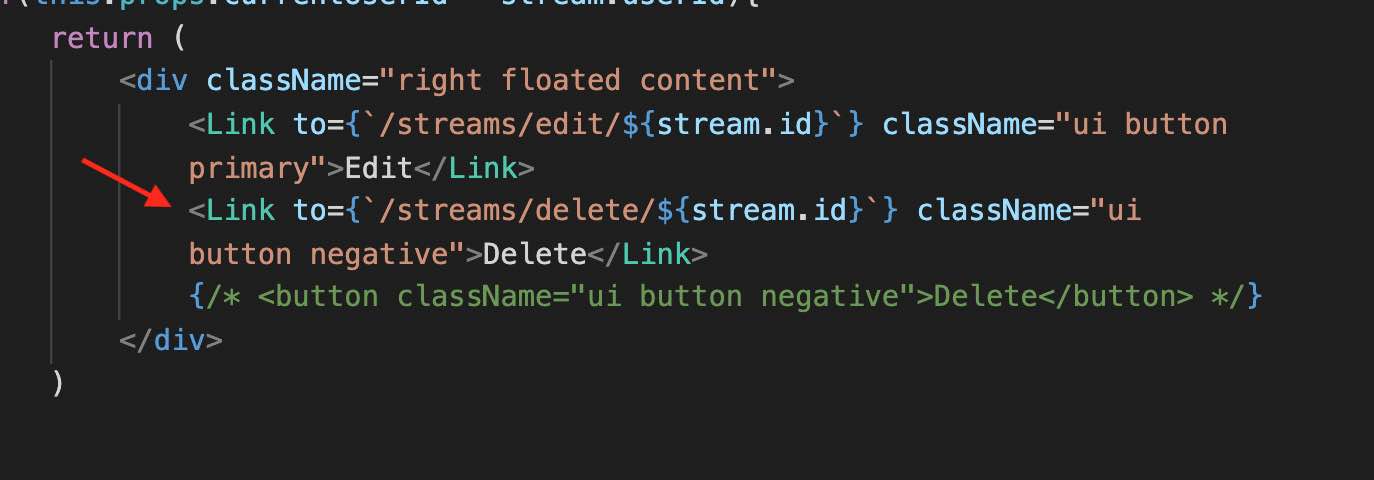 return (
<div className="right floated content">
<Link to={`/streams/edit/${stream.id}`} className="ui button
primary">Edit</Link>
<Link to={`/streams/delete/${stream.id}`} className="ui
button negative">Delete</Link>
{/* <button className="ui button negative">Delete</button> */}
</div>
)